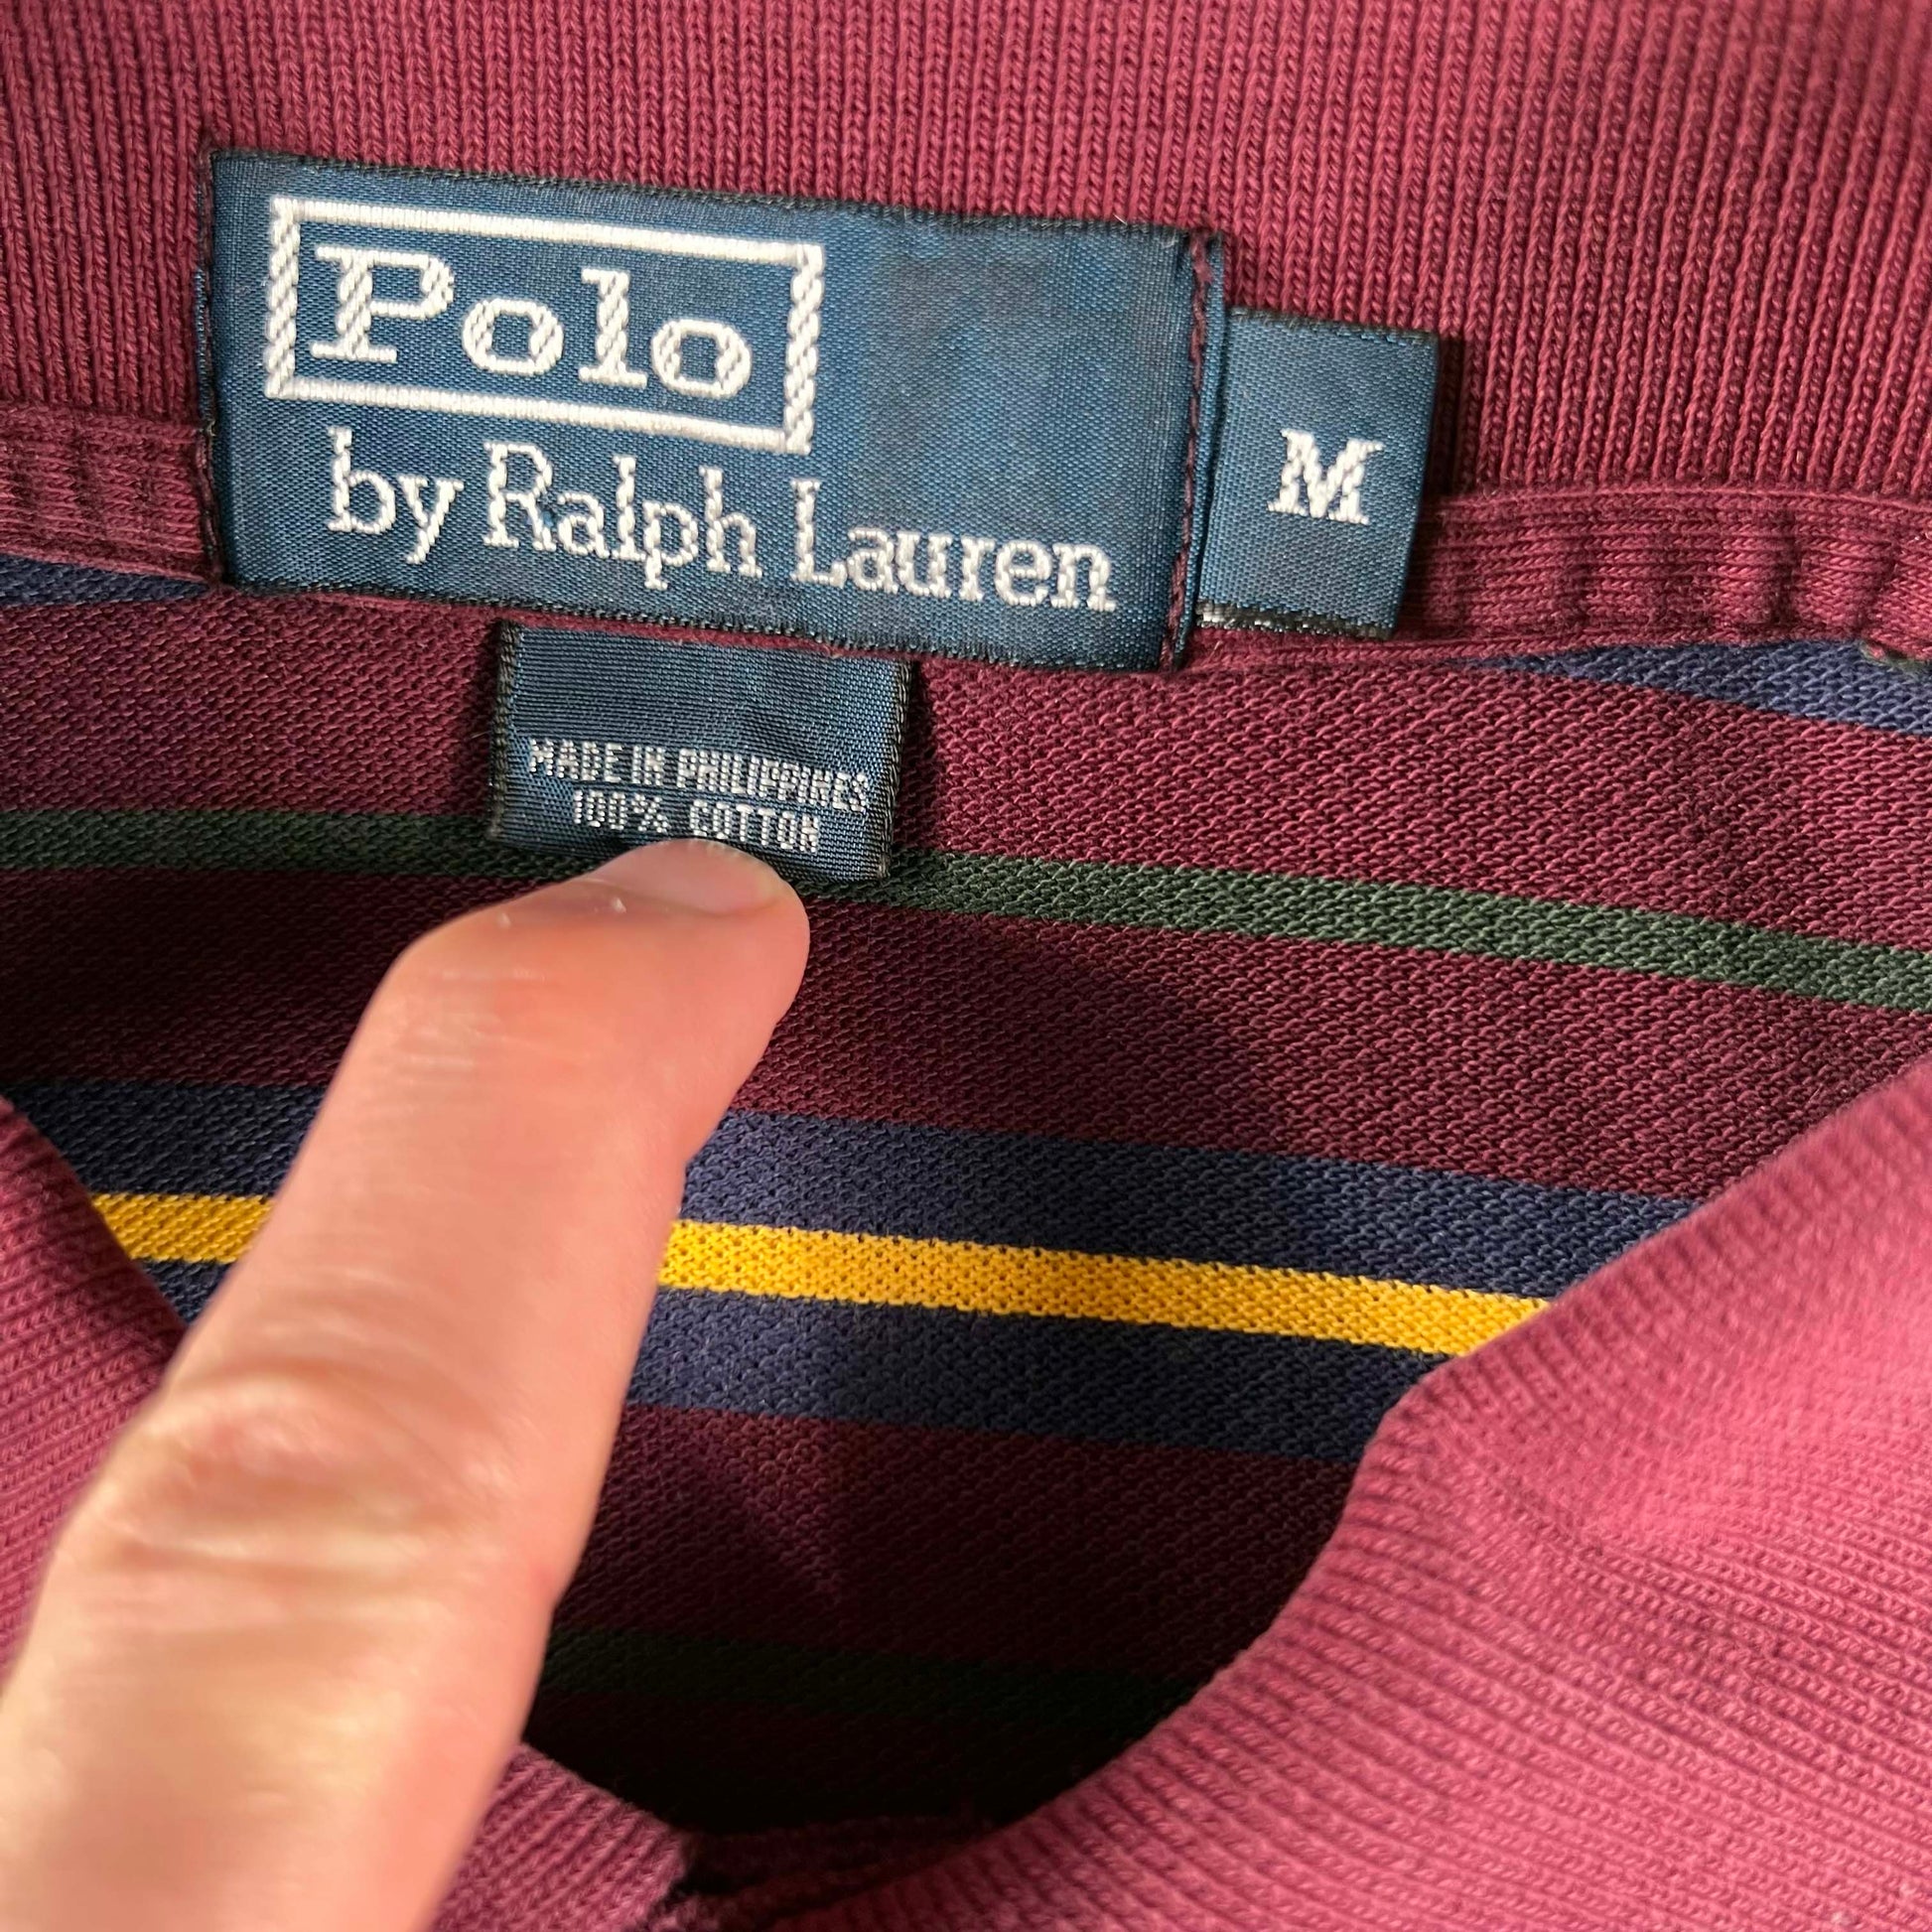 Polo
by Ralph Lauren
M
MADE IN PHILIPPINES
100% COTTON